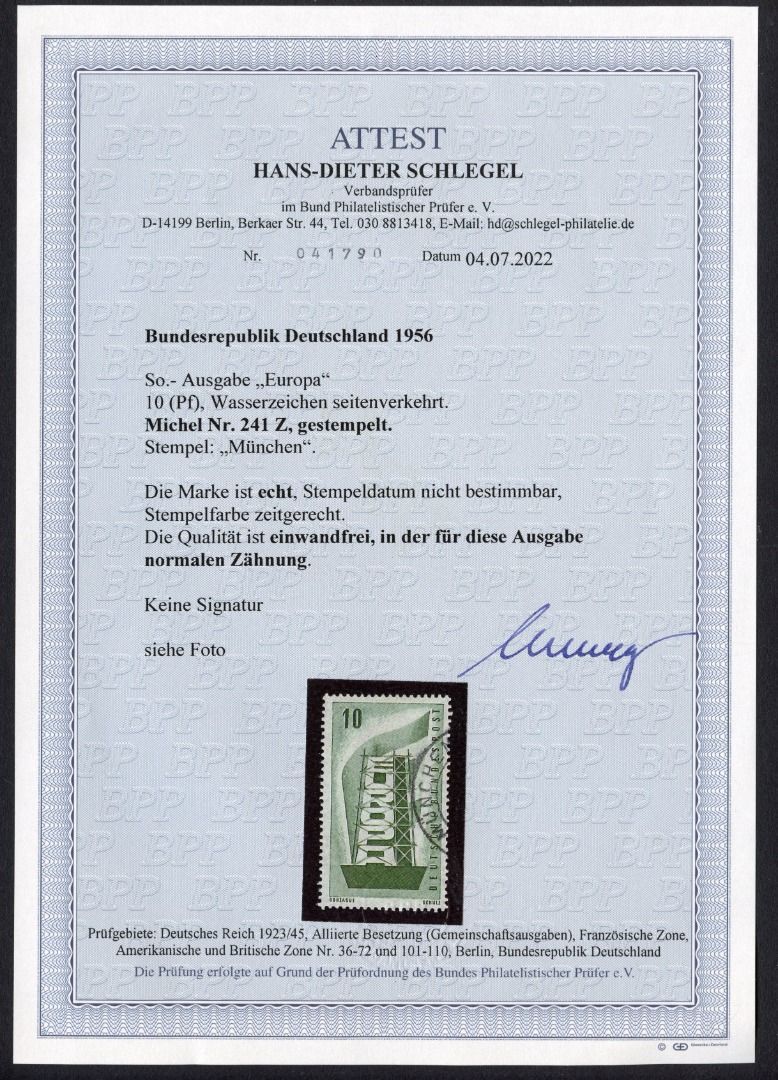 ATTEST
HANS-DIETER SCHLEGEL
Verbandsprüfer
im Bund Philatelistischer Prüfer e. V.
D-14199 Berlin, Berkaer Str. 44, Tel. 030 8813418, E-Mail: hd@schlegel-philatelie.de
Nr. 041790 Datum 04.07.2022
Bundesrepublik Deutschland 1956
So.- Ausgabe „Europa“
10 (Pf), Wasserzeichen seitenverkehrt.
Michel Nr. 241 Z, gestempelt.
Stempel: „München“.
Die Marke ist echt, Stempeldatum nicht bestimmbar,
Stempelfarbe zeitgerecht.
Die Qualität ist einwandfrei, in der für diese Ausgabe
normalen Zähnung.
Keine Signatur
siehe Foto
10
EUROPA
DEUTSCHE BUNDESPOST
MÜNCHEN
Prüfgebiete: Deutsches Reich 1923/45, Alliierte Besetzung (Gemeinschaftsausgaben), Französische Zone,
Amerikanische und Britische Zone Nr. 36-72 und 101-110, Berlin, Bundesrepublik Deutschland
Die Prüfung erfolgte auf Grund der Prüfordnung des Bundes Philatelistischer Prüfer e.V.
BPP